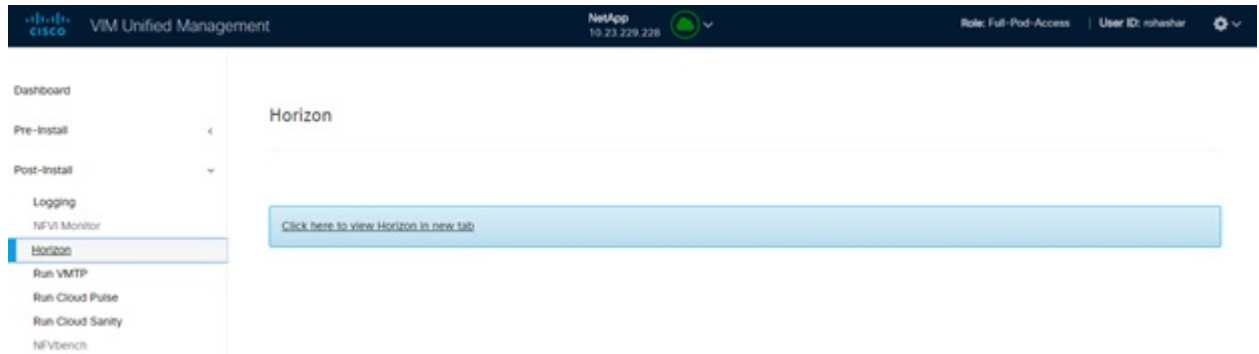 CISCO VIM Unified Management
NetApp
10.23.229.228
Role: Full-Pod-Access | User ID: rohashar
Dashboard
Pre-Install
Post-Install
Logging
NFVI Monitor
Horizon
Run VMTP
Run Cloud Pulse
Run Cloud Sanity
NFVbench
Horizon
Click here to view Horizon in new tab